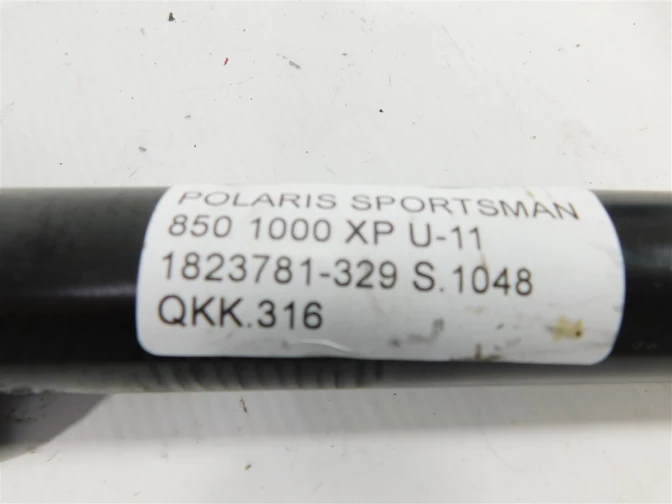 POLARIS SPORTSMAN
850 1000 XP U-11
1823781-329 S.1048
QKK.316